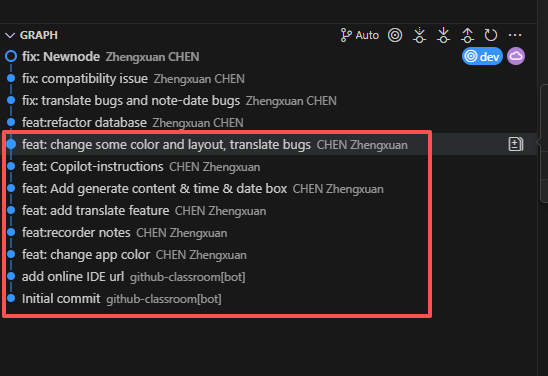 GRAPH Auto
fix: Newnode Zhengxuan CHEN dev
fix: compatibility issue Zhengxuan CHEN
fix: translate bugs and note-date bugs Zhengxuan CHEN
feat:refactor database Zhengxuan CHEN
feat: change some color and layout, translate bugs CHEN Zhengxuan
feat: Copilot-instructions CHEN Zhengxuan
feat: Add generate content & time & date box CHEN Zhengxuan
feat: add translate feature CHEN Zhengxuan
feat:recorder notes CHEN Zhengxuan
feat: change app color CHEN Zhengxuan
add online IDE url github-classroom[bot]
Initial commit github-classroom[bot]